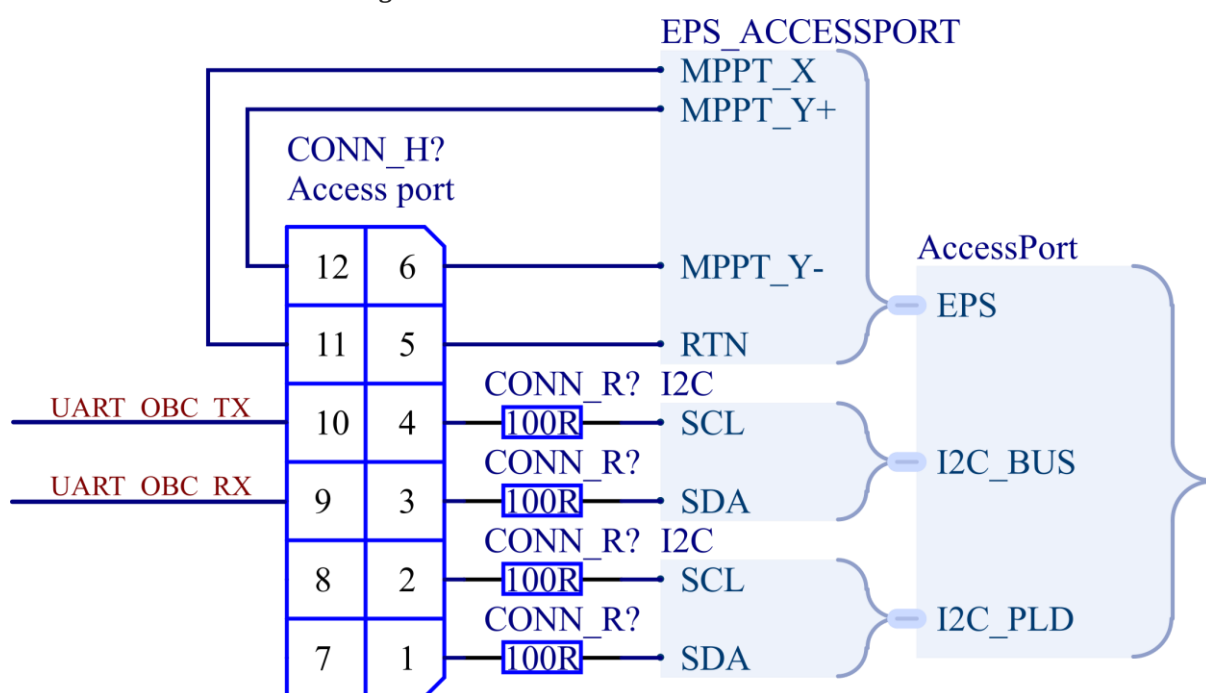 EPS_ACCESSPORT
MPPT_X
MPPT_Y+
CONN_H?
Access port
12 6 MPPT_Y-
AccessPort
EPS
11 5 RTN
CONN_R? I2C
UART_OBC_TX 10 4 100R SCL
I2C_BUS
CONN_R?
UART_OBC_RX 9 3 100R SDA
CONN_R? I2C
8 2 100R SCL
I2C_PLD
CONN_R?
7 1 100R SDA